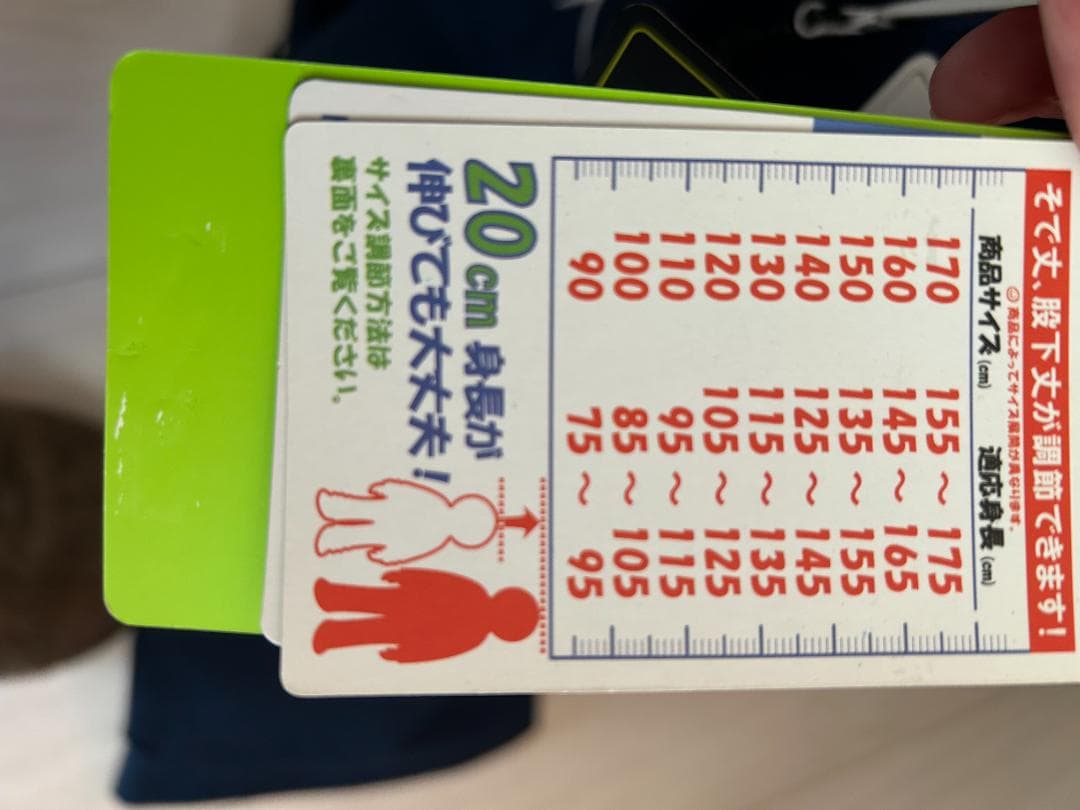 そで丈、股下丈が調節できます!
商品によってサイズ展開が異なります。
商品サイズ(cm) 適応身長(cm)
170 155 ~ 175
160 145 ~ 165
150 135 ~ 155
140 125 ~ 145
130 115 ~ 135
120 105 ~ 125
110 95 ~ 115
100 85 ~ 105
90 75 ~ 95
20cm 身長が
伸びても大丈夫!
サイズ調節方法は
裏面をご覧ください。